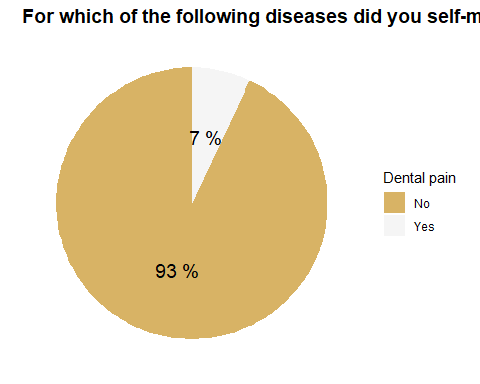 For which of the following diseases did you self-m
7 %
93 %
Dental pain
No
Yes